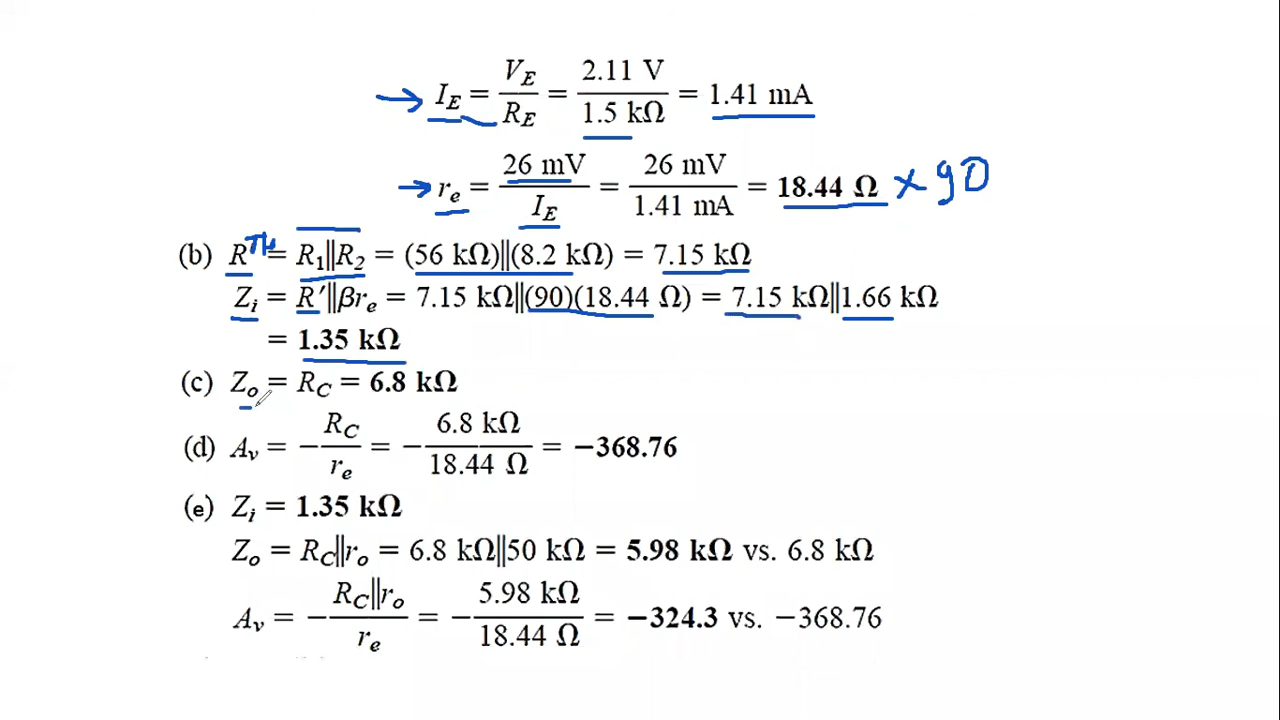 → I_E = V_E / R_E = 2.11 V / 1.5 kΩ = 1.41 mA
→ r_e = 26 mV / I_E = 26 mV / 1.41 mA = 18.44 Ω × 90
(b) R^Th = R_1||R_2 = (56 kΩ)||(8.2 kΩ) = 7.15 kΩ
Z_i = R′||βr_e = 7.15 kΩ||(90)(18.44 Ω) = 7.15 kΩ||1.66 kΩ
= 1.35 kΩ
(c) Z_o = R_C = 6.8 kΩ
(d) A_v = −R_C / r_e = −6.8 kΩ / 18.44 Ω = −368.76
(e) Z_i = 1.35 kΩ
Z_o = R_C||r_o = 6.8 kΩ||50 kΩ = 5.98 kΩ vs. 6.8 kΩ
A_v = −R_C||r_o / r_e = −5.98 kΩ / 18.44 Ω = −324.3 vs. −368.76